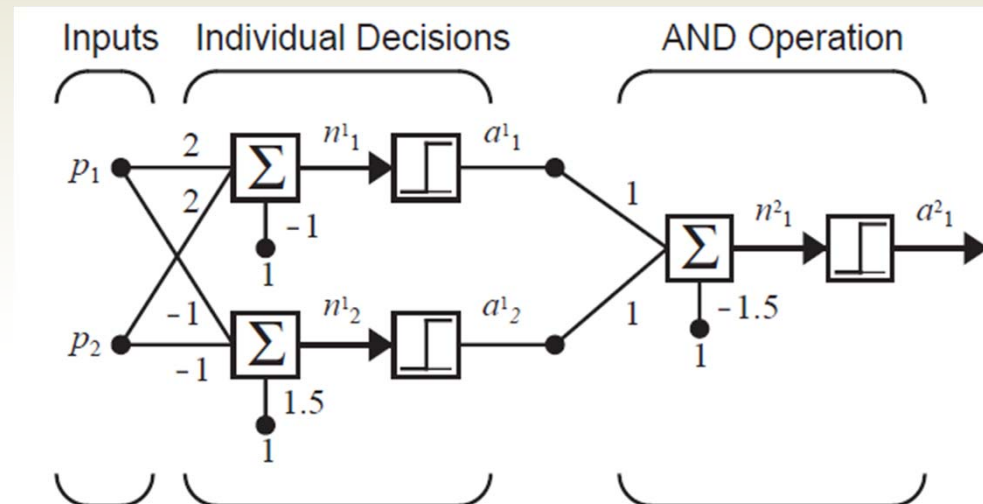 Inputs Individual Decisions AND Operation
p₁ 2 Σ n¹₁ a¹₁
2 -1 1
1 Σ n²₁ a²₁
-1 n¹₂ a¹₂ 1 -1.5
p₂ -1 Σ 1
1.5
1